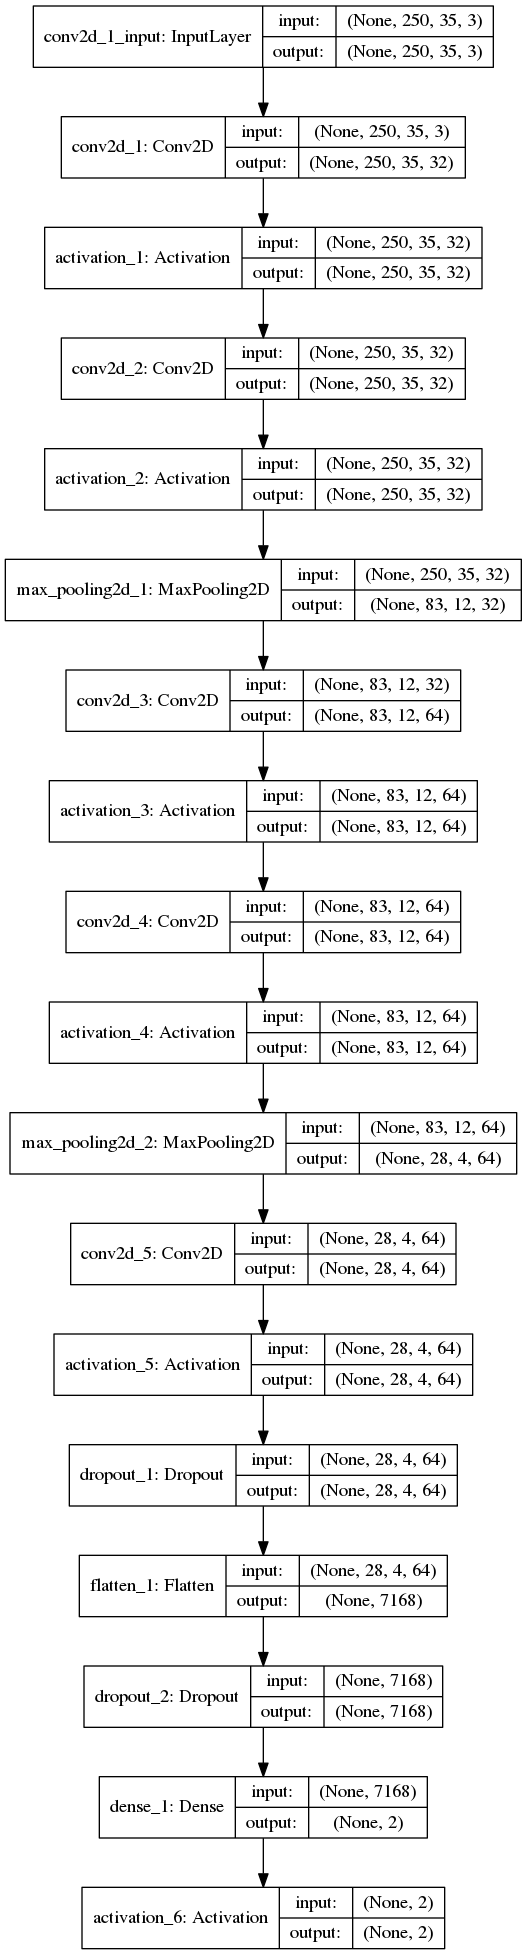 conv2d_1_input: InputLayer input: (None, 250, 35, 3)
output: (None, 250, 35, 3)
conv2d_1: Conv2D input: (None, 250, 35, 3)
output: (None, 250, 35, 32)
activation_1: Activation input: (None, 250, 35, 32)
output: (None, 250, 35, 32)
conv2d_2: Conv2D input: (None, 250, 35, 32)
output: (None, 250, 35, 32)
activation_2: Activation input: (None, 250, 35, 32)
output: (None, 250, 35, 32)
max_pooling2d_1: MaxPooling2D input: (None, 250, 35, 32)
output: (None, 83, 12, 32)
conv2d_3: Conv2D input: (None, 83, 12, 32)
output: (None, 83, 12, 64)
activation_3: Activation input: (None, 83, 12, 64)
output: (None, 83, 12, 64)
conv2d_4: Conv2D input: (None, 83, 12, 64)
output: (None, 83, 12, 64)
activation_4: Activation input: (None, 83, 12, 64)
output: (None, 83, 12, 64)
max_pooling2d_2: MaxPooling2D input: (None, 83, 12, 64)
output: (None, 28, 4, 64)
conv2d_5: Conv2D input: (None, 28, 4, 64)
output: (None, 28, 4, 64)
activation_5: Activation input: (None, 28, 4, 64)
output: (None, 28, 4, 64)
dropout_1: Dropout input: (None, 28, 4, 64)
output: (None, 28, 4, 64)
flatten_1: Flatten input: (None, 28, 4, 64)
output: (None, 7168)
dropout_2: Dropout input: (None, 7168)
output: (None, 7168)
dense_1: Dense input: (None, 7168)
output: (None, 2)
activation_6: Activation input: (None, 2)
output: (None, 2)